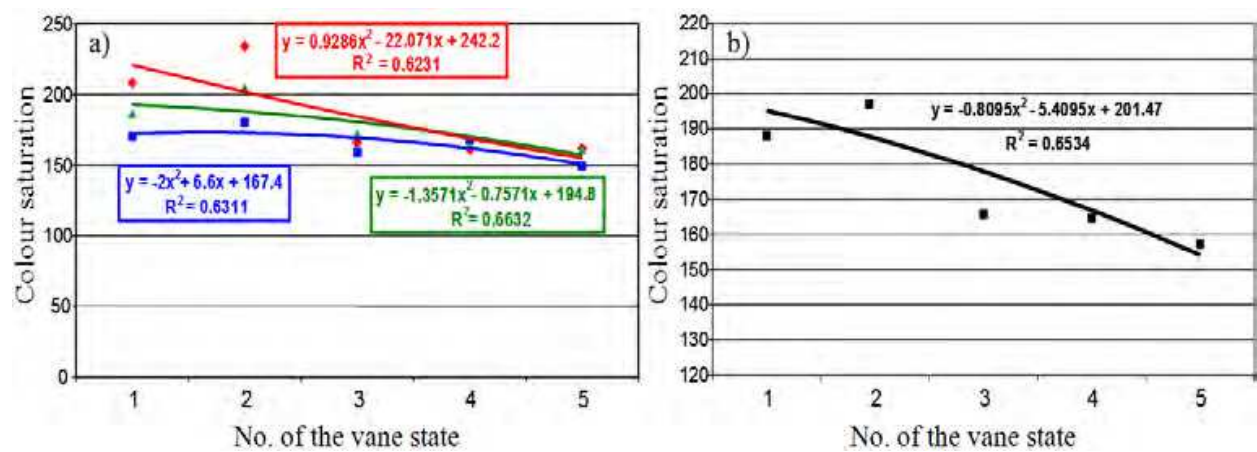 a)
250
200
150
100
50
0
Colour saturation
y = 0.9286x² - 22.071x + 242.2
R² = 0.6231
y = -2x² + 6.6x + 167.4
R² = 0.6311
y = -1.3571x² - 0.7571x + 194.8
R² = 0.6632
1 2 3 4 5
No. of the vane state
b)
220
210
200
190
180
170
160
150
140
130
120
Colour saturation
y = -0.8095x² - 5.4095x + 201.47
R² = 0.6534
1 2 3 4 5
No. of the vane state